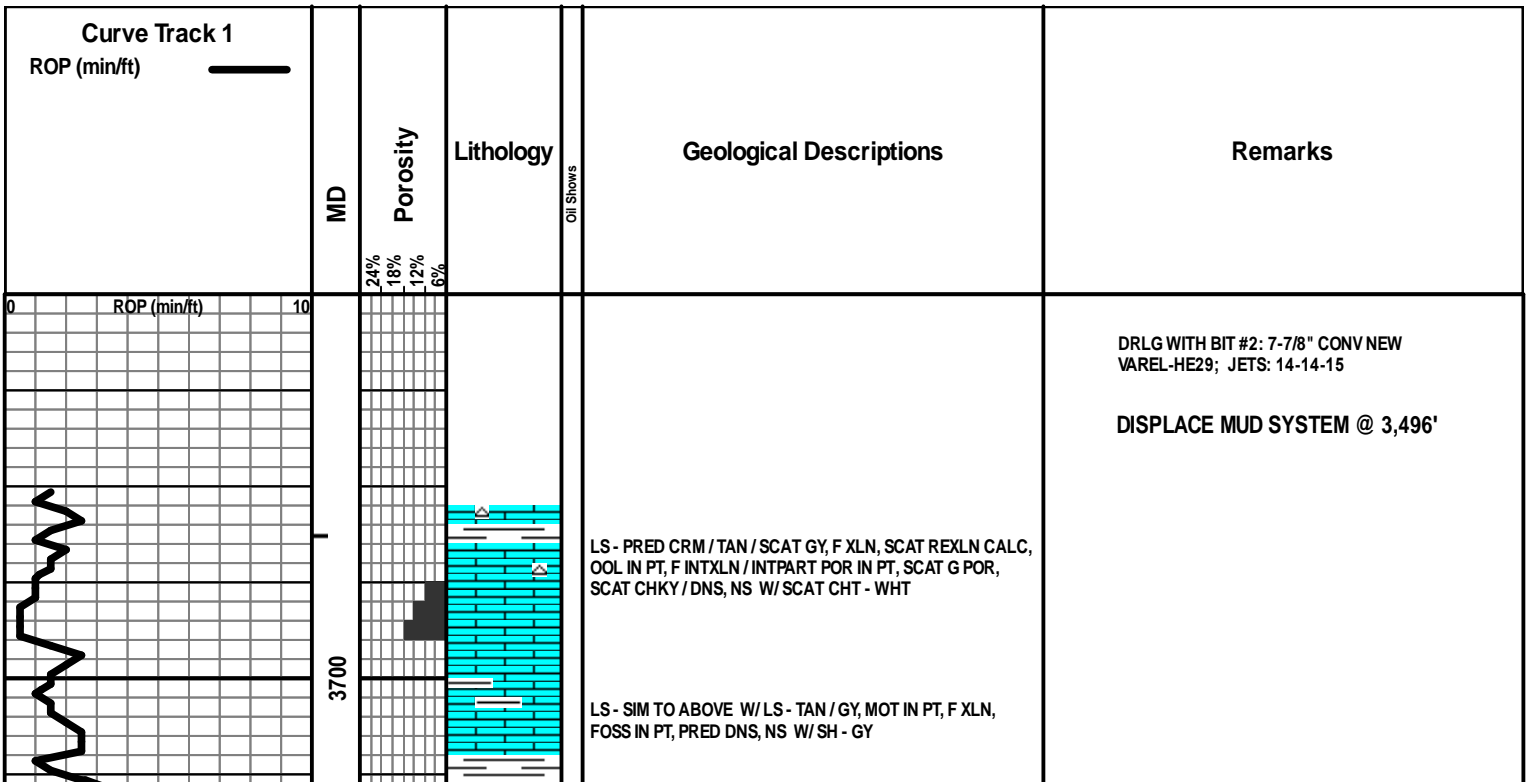 Curve Track 1
ROP (min/ft)
MD
Porosity
24%
18%
12%
6%
Lithology
Oil Shows
Geological Descriptions
Remarks
0 ROP (min/ft) 10
DRLG WITH BIT #2: 7-7/8" CONV NEW
VAREL-HE29; JETS: 14-14-15
DISPLACE MUD SYSTEM @ 3,496'
LS - PRED CRM / TAN / SCAT GY, F XLN, SCAT REXLN CALC,
OOL IN PT, F INTXLN / INTPART POR IN PT, SCAT G POR,
SCAT CHKY / DNS, NS W/ SCAT CHT - WHT
3700
LS - SIM TO ABOVE W/ LS - TAN / GY, MOT IN PT, F XLN,
FOSS IN PT, PRED DNS, NS W/ SH - GY